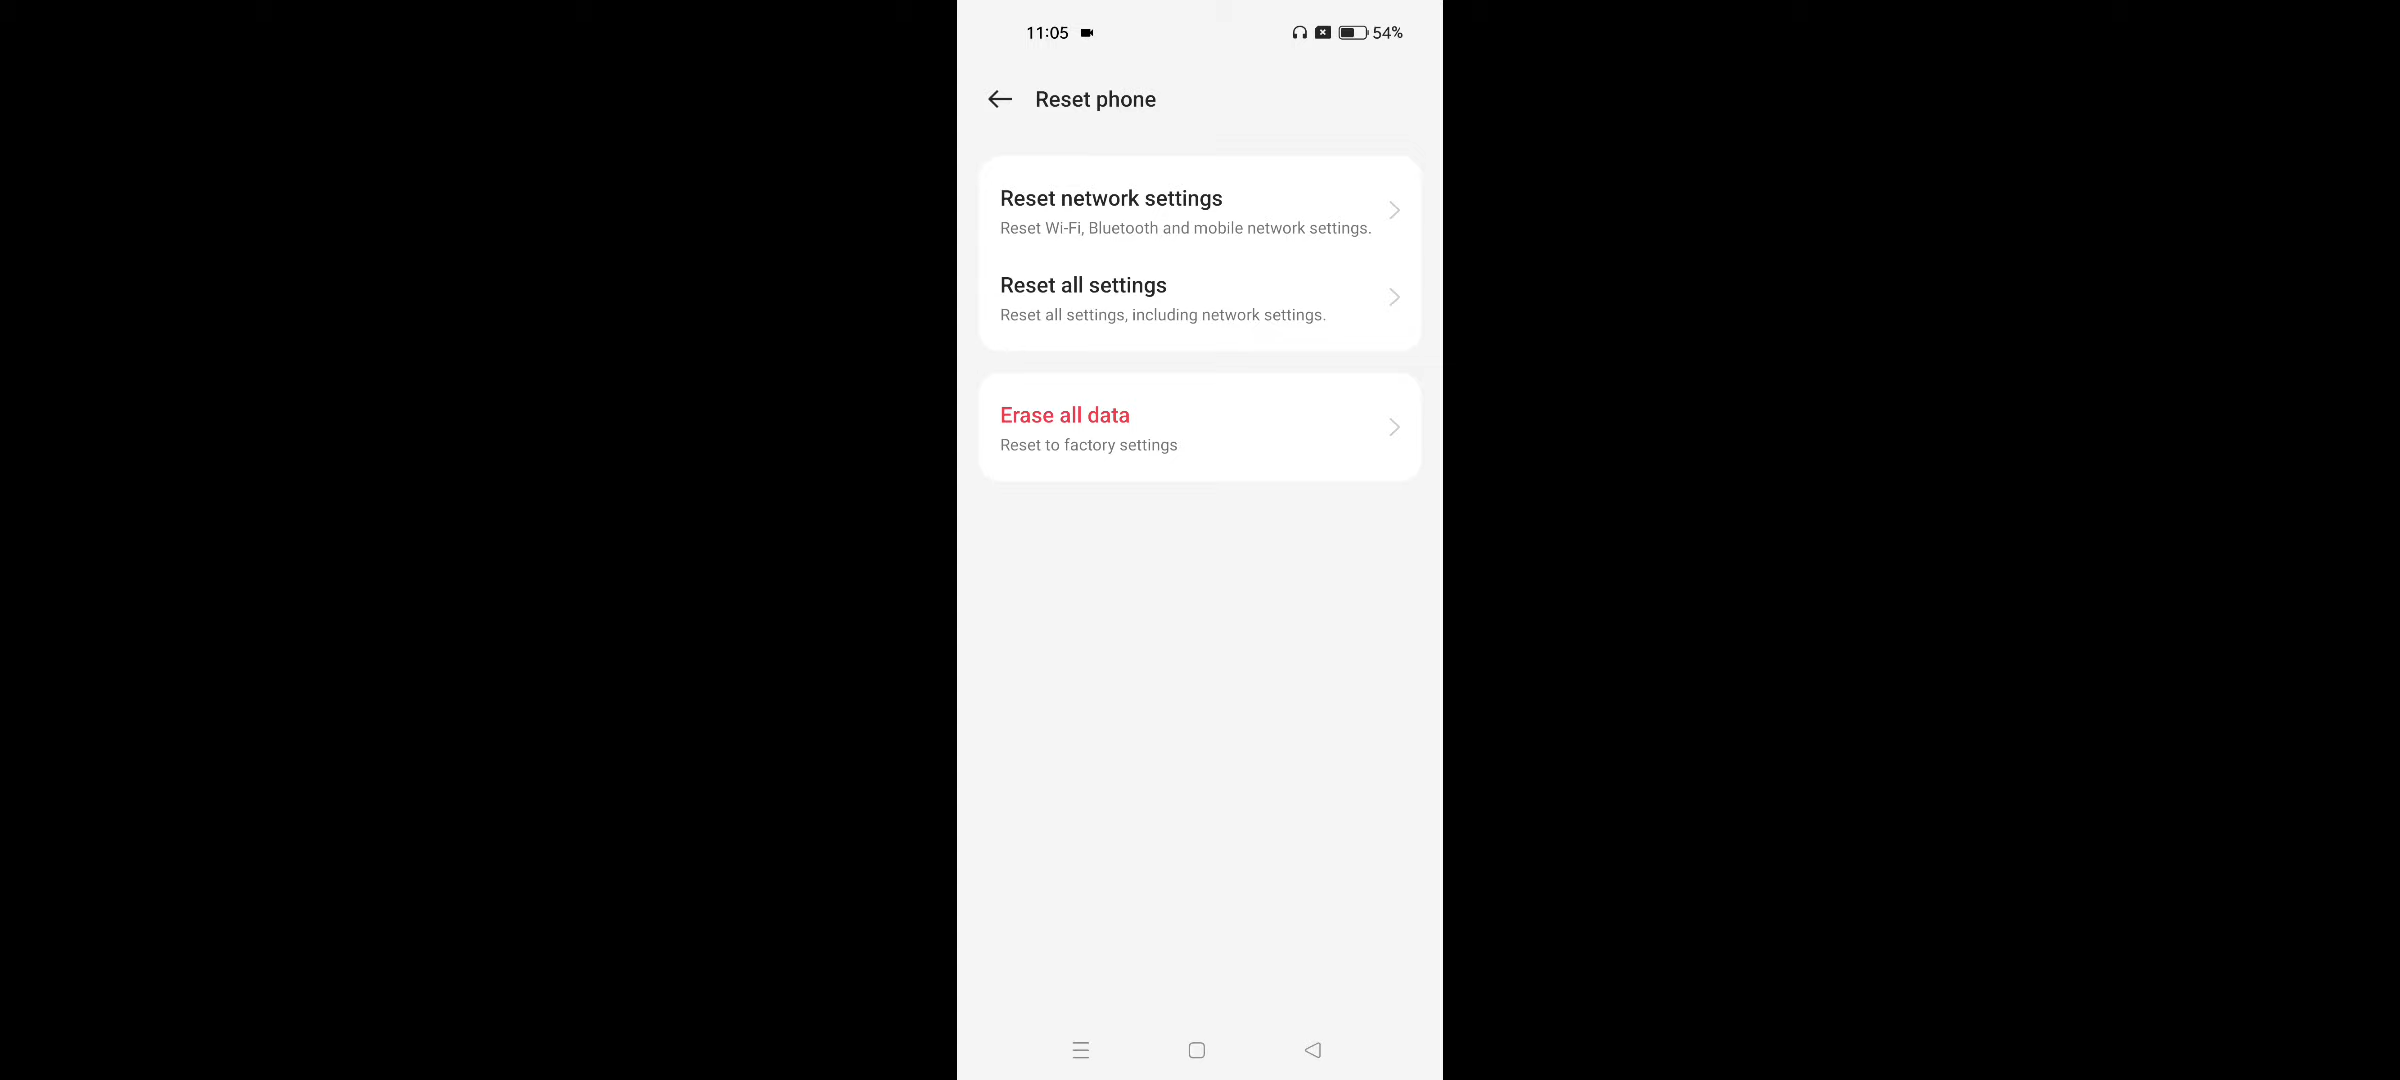 11:05
54%
Reset phone
Reset network settings
Reset Wi-Fi, Bluetooth and mobile network settings.
Reset all settings
Reset all settings, including network settings.
Erase all data
Reset to factory settings